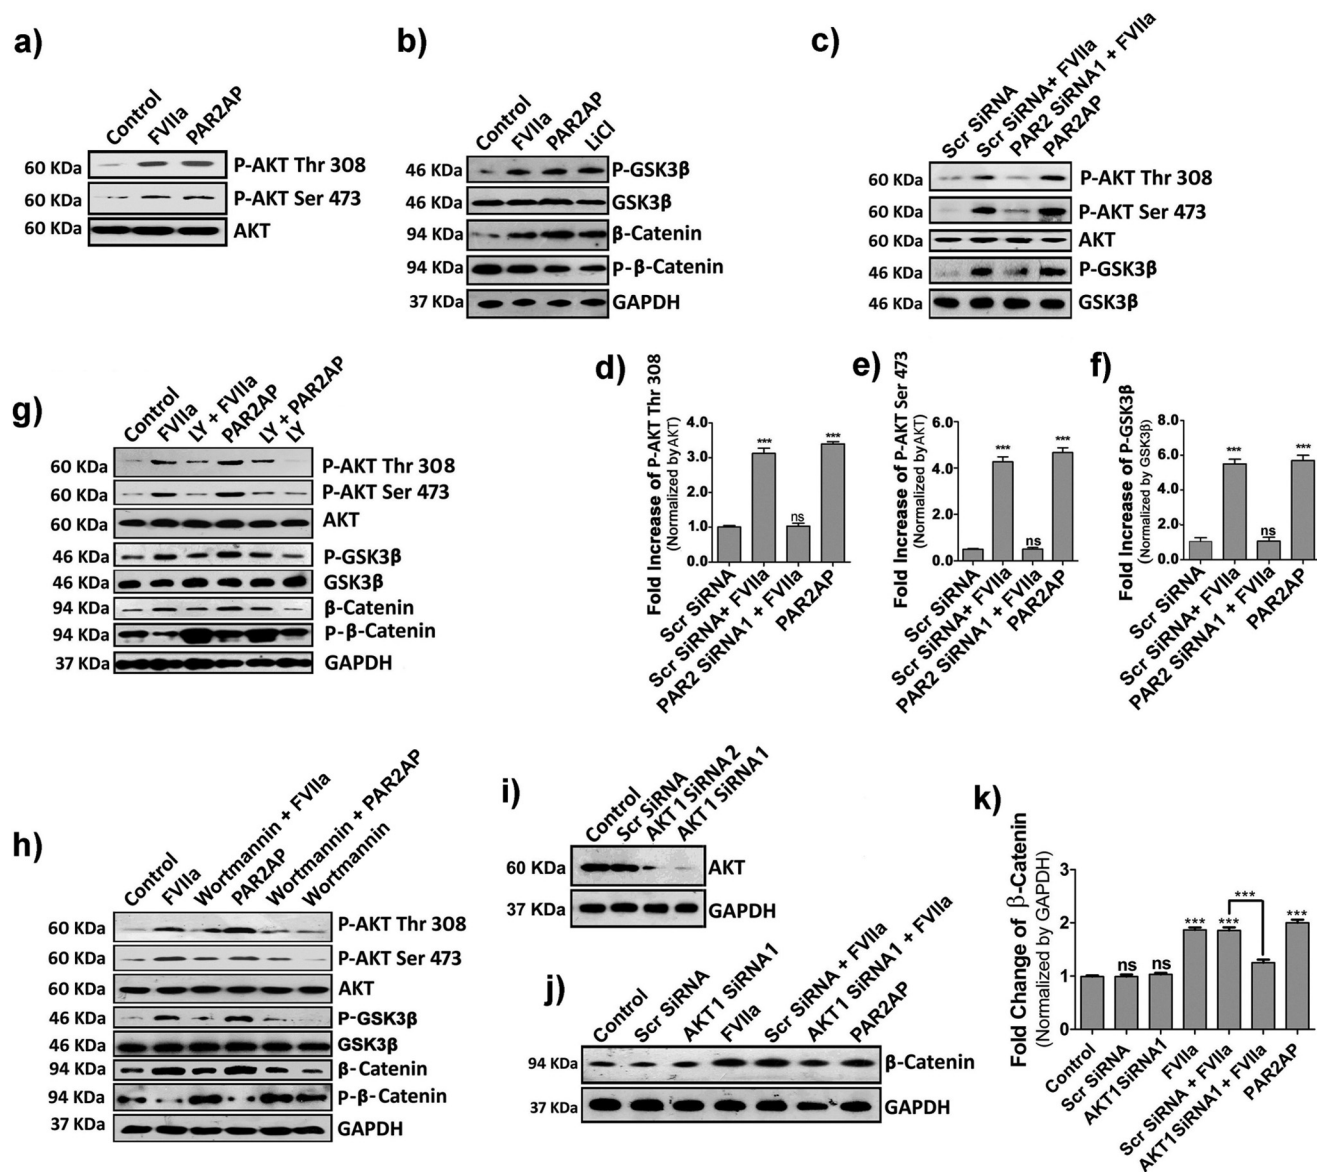 a)
Control
FVIIa
PAR2AP
60 KDa P-AKT Thr 308
60 KDa P-AKT Ser 473
60 KDa AKT
b)
Control
FVIIa
PAR2AP
LiCl
46 KDa P-GSK3β
46 KDa GSK3β
94 KDa β-Catenin
94 KDa P-β-Catenin
37 KDa GAPDH
c)
Scr SiRNA
Scr SiRNA+ FVIIa
PAR2 SiRNA1 + FVIIa
PAR2AP
60 KDa P-AKT Thr 308
60 KDa P-AKT Ser 473
60 KDa AKT
46 KDa P-GSK3β
46 KDa GSK3β
d)
Fold Increase of P-AKT Thr 308
(Normalized by AKT)
4.0
3.0
2.0
1.0
0.0
***
ns
***
Scr SiRNA
Scr SiRNA+ FVIIa
PAR2 SiRNA1 + FVIIa
PAR2AP
e)
Fold Increase of P-AKT Ser 473
(Normalized by AKT)
6.0
4.0
2.0
0.0
***
ns
***
Scr SiRNA
Scr SiRNA+ FVIIa
PAR2 SiRNA1 + FVIIa
PAR2AP
f)
Fold Increase of P-GSK3β
(Normalized by GSK3β)
8.0
6.0
4.0
2.0
0.0
***
ns
***
Scr SiRNA
Scr SiRNA+ FVIIa
PAR2 SiRNA1 + FVIIa
PAR2AP
g)
Control
FVIIa
LY + FVIIa
PAR2AP
LY + PAR2AP
LY
60 KDa P-AKT Thr 308
60 KDa P-AKT Ser 473
60 KDa AKT
46 KDa P-GSK3β
46 KDa GSK3β
94 KDa β-Catenin
94 KDa P-β-Catenin
37 KDa GAPDH
h)
Control
FVIIa
Wortmannin + FVIIa
PAR2AP
Wortmannin + PAR2AP
Wortmannin
60 KDa P-AKT Thr 308
60 KDa P-AKT Ser 473
60 KDa AKT
46 KDa P-GSK3β
46 KDa GSK3β
94 KDa β-Catenin
94 KDa P-β-Catenin
37 KDa GAPDH
i)
Control
Scr SiRNA
AKT1 SiRNA2
AKT1 SiRNA1
60 KDa AKT
37 KDa GAPDH
j)
Control
Scr SiRNA
AKT1 SiRNA1
FVIIa
Scr SiRNA + FVIIa
AKT1 SiRNA1 + FVIIa
PAR2AP
94 KDa β-Catenin
37 KDa GAPDH
k)
Fold Change of β-Catenin
(Normalized by GAPDH)
3
2
1
0
ns
ns
***
***
***
***
Control
Scr SiRNA
AKT1SiRNA1
FVIIa
Scr SiRNA + FVIIa
AKT1SiRNA1 + FVIIa
PAR2AP